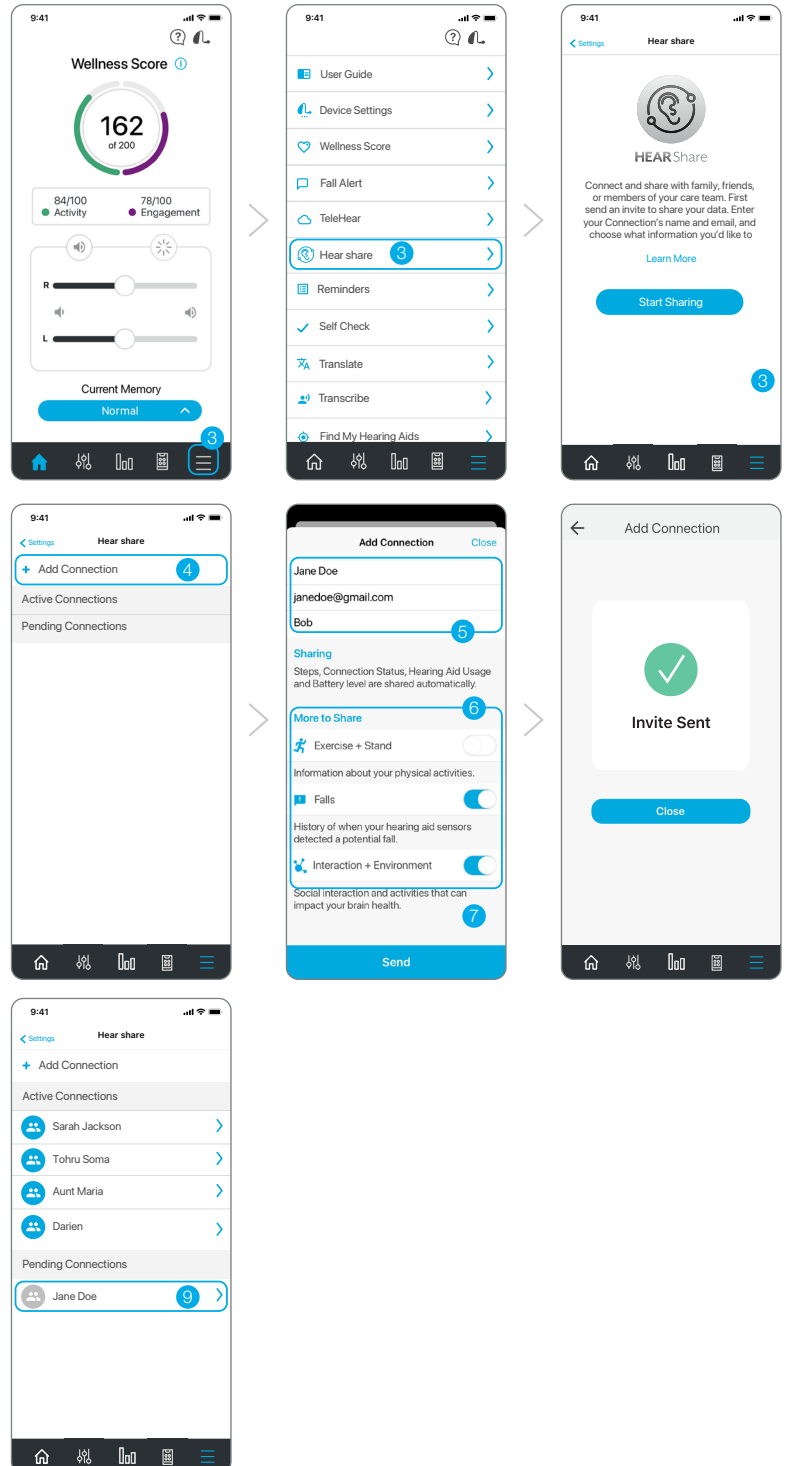 9:41
Wellness Score
162
of 200
84/100
Activity
78/100
Engagement
R
L
Current Memory
Normal
3
9:41
User Guide
Device Settings
Wellness Score
Fall Alert
TeleHear
Hear share
3
Reminders
Self Check
Translate
Transcribe
Find My Hearing Aids
9:41
Settings
Hear share
HEARShare
Connect and share with family, friends,
or members of your care team. First
send an invite to share your data. Enter
your Connection's name and email, and
choose what information you'd like to
Learn More
Start Sharing
3
9:41
Settings
Hear share
+ Add Connection
4
Active Connections
Pending Connections
Add Connection
Close
Jane Doe
janedoe@gmail.com
Bob
5
Sharing
Steps, Connection Status, Hearing Aid Usage
and Battery level are shared automatically.
6
More to Share
Exercise + Stand
Information about your physical activities.
Falls
History of when your hearing aid sensors
detected a potential fall.
Interaction + Environment
Social interaction and activities that can
impact your brain health.
7
Send
Add Connection
Invite Sent
Close
9:41
Settings
Hear share
+ Add Connection
Active Connections
Sarah Jackson
Tohru Soma
Aunt Maria
Darien
Pending Connections
Jane Doe
9